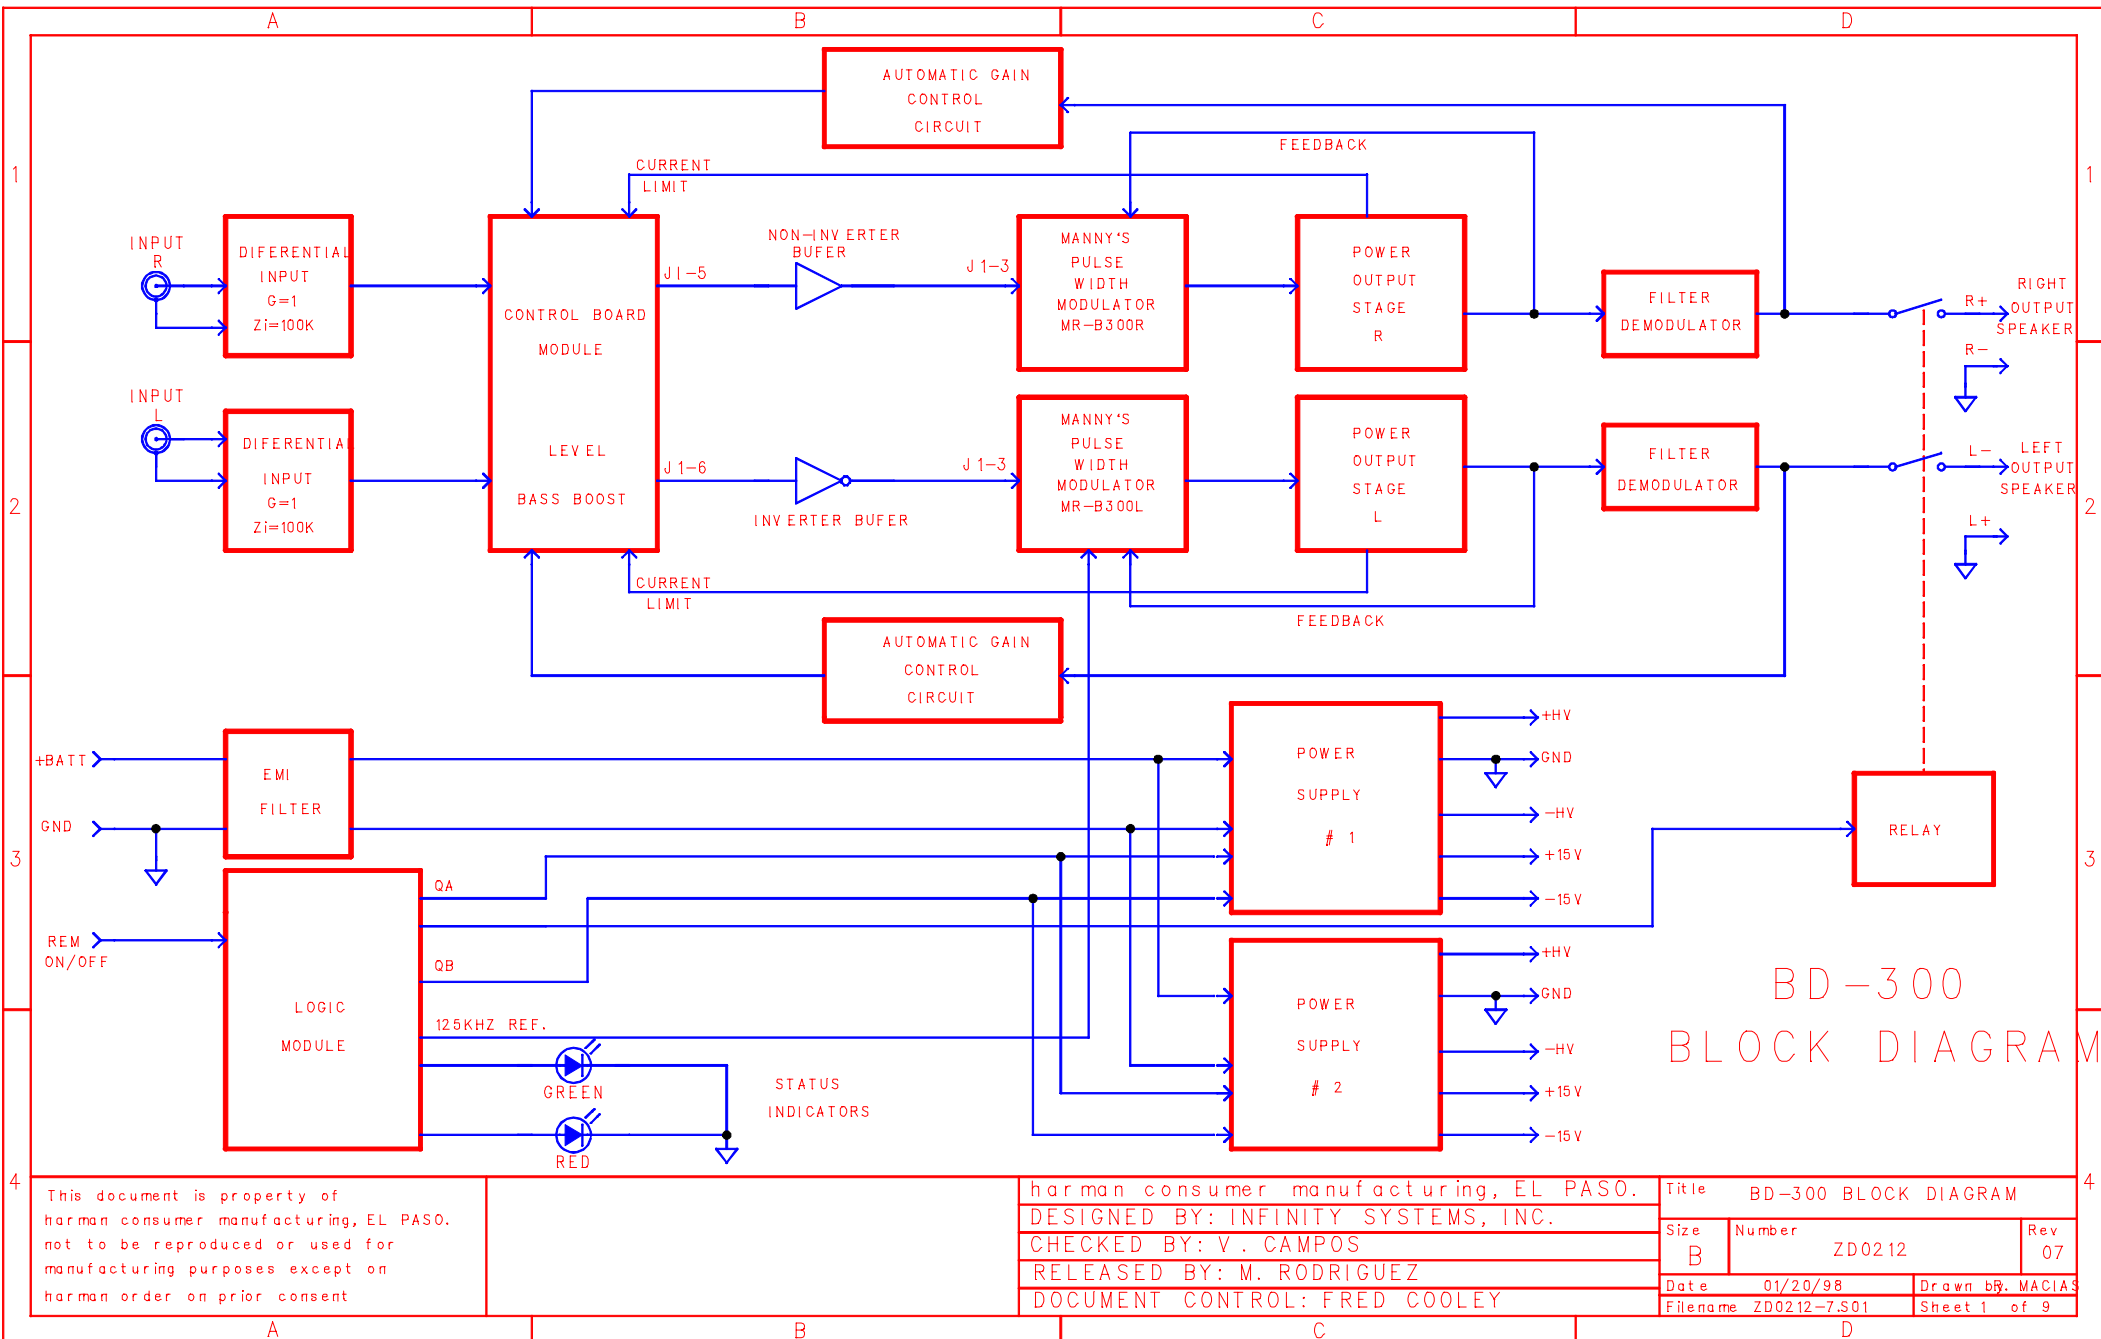 A
B
C
D
1
1
AUTOMATIC GAIN
CONTROL
CIRCUIT
FEEDBACK
CURRENT
LIMIT
INPUT
R
DIFERENTIAL
INPUT
G=1
Zi=100K
CONTROL BOARD
MODULE
LEVEL
BASS BOOST
J1-5
NON-INVERTER
BUFER
J1-3
MANNY'S
PULSE
WIDTH
MODULATOR
MR-B300R
POWER
OUTPUT
STAGE
R
FILTER
DEMODULATOR
R+
RIGHT
OUTPUT
SPEAKER
R-
INPUT
L
DIFERENTIAL
INPUT
G=1
Zi=100K
J1-6
INVERTER BUFER
J1-3
MANNY'S
PULSE
WIDTH
MODULATOR
MR-B300L
POWER
OUTPUT
STAGE
L
FILTER
DEMODULATOR
L-
LEFT
OUTPUT
SPEAKER
L+
2
2
CURRENT
LIMIT
FEEDBACK
AUTOMATIC GAIN
CONTROL
CIRCUIT
+BATT
GND
EMI
FILTER
POWER
SUPPLY
# 1
+HV
GND
-HV
+15V
-15V
RELAY
3
3
REM
ON/OFF
LOGIC
MODULE
QA
QB
125KHZ REF.
GREEN
RED
STATUS
INDICATORS
POWER
SUPPLY
# 2
+HV
GND
-HV
+15V
-15V
BD-300
BLOCK DIAGRAM
4
4
This document is property of
harman consumer manufacturing, EL PASO.
not to be reproduced or used for
manufacturing purposes except on
harman order on prior consent
harman consumer manufacturing, EL PASO.
DESIGNED BY: INFINITY SYSTEMS, INC.
CHECKED BY: V. CAMPOS
RELEASED BY: M. RODRIGUEZ
DOCUMENT CONTROL: FRED COOLEY
Title BD-300 BLOCK DIAGRAM
Size B
Number ZD0212
Rev 07
Date 01/20/98
Drawn by: R. MACIAS
Filename ZD0212-7.S01
Sheet 1 of 9
A
B
C
D